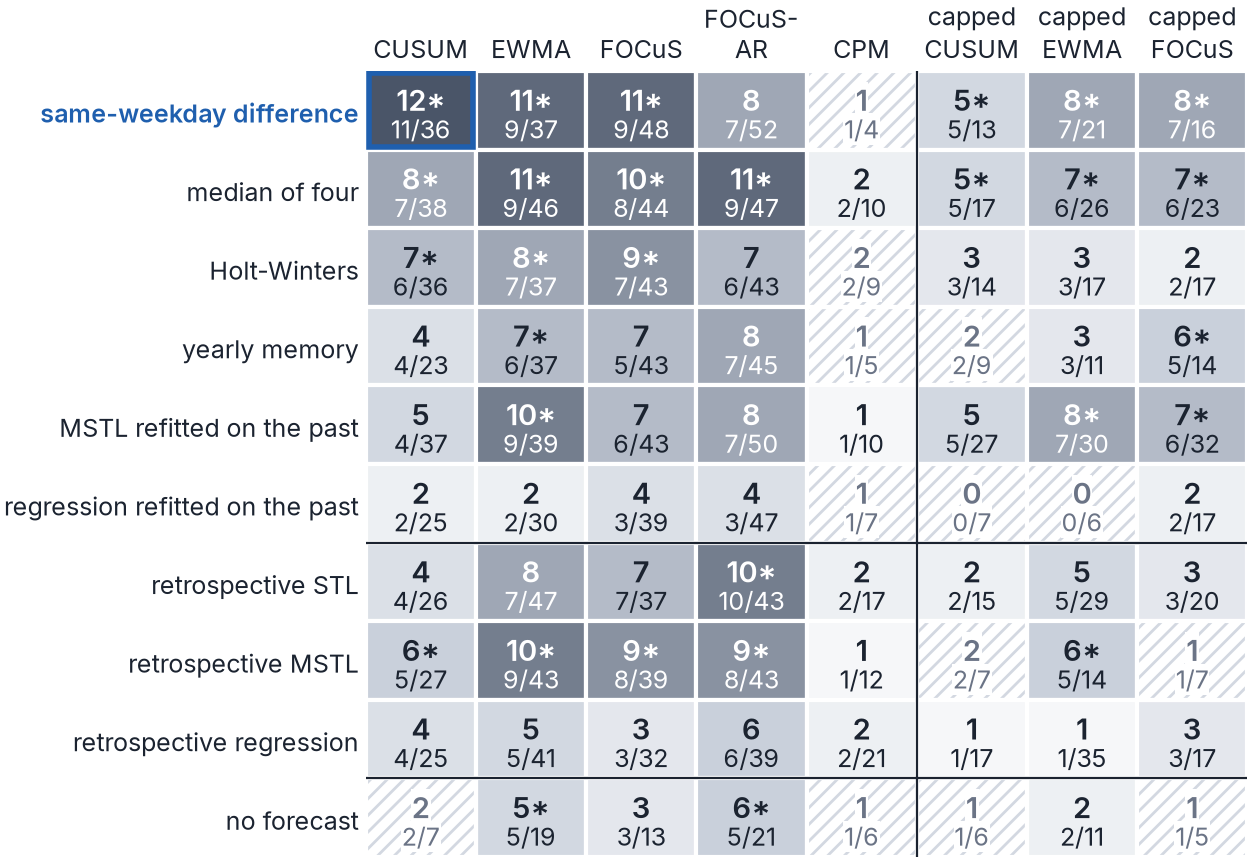 FOCuS-
capped
capped
capped
CUSUM EWMA FOCuS AR CPM CUSUM EWMA FOCuS
same-weekday difference 12* 11* 11* 8 1 5* 8* 8*
11/36 9/37 9/48 7/52 1/4 5/13 7/21 7/16
median of four 8* 11* 10* 11* 2 5* 7* 7*
7/38 9/46 8/44 9/47 2/10 5/17 6/26 6/23
Holt-Winters 7* 8* 9* 7 2 3 3 2
6/36 7/37 7/43 6/43 2/9 3/14 3/17 2/17
yearly memory 4 7* 7 8 1 2 3 6*
4/23 6/37 5/43 7/45 1/5 2/9 3/11 5/14
MSTL refitted on the past 5 10* 7 8 1 5 8* 7*
4/37 9/39 6/43 7/50 1/10 5/27 7/30 6/32
regression refitted on the past 2 2 4 4 1 0 0 2
2/25 2/30 3/39 3/47 1/7 0/7 0/6 2/17
retrospective STL 4 8 7 10* 2 2 5 3
4/26 7/47 7/37 10/43 2/17 2/15 5/29 3/20
retrospective MSTL 6* 10* 9* 9* 1 2 6* 1
5/27 9/43 8/39 8/43 1/12 2/7 5/14 1/7
retrospective regression 4 5 3 6 2 1 1 3
4/25 5/41 3/32 6/39 2/21 1/17 1/35 3/17
no forecast 2 5* 3 6* 1 1 2 1
2/7 5/19 3/13 5/21 1/6 1/6 2/11 1/5